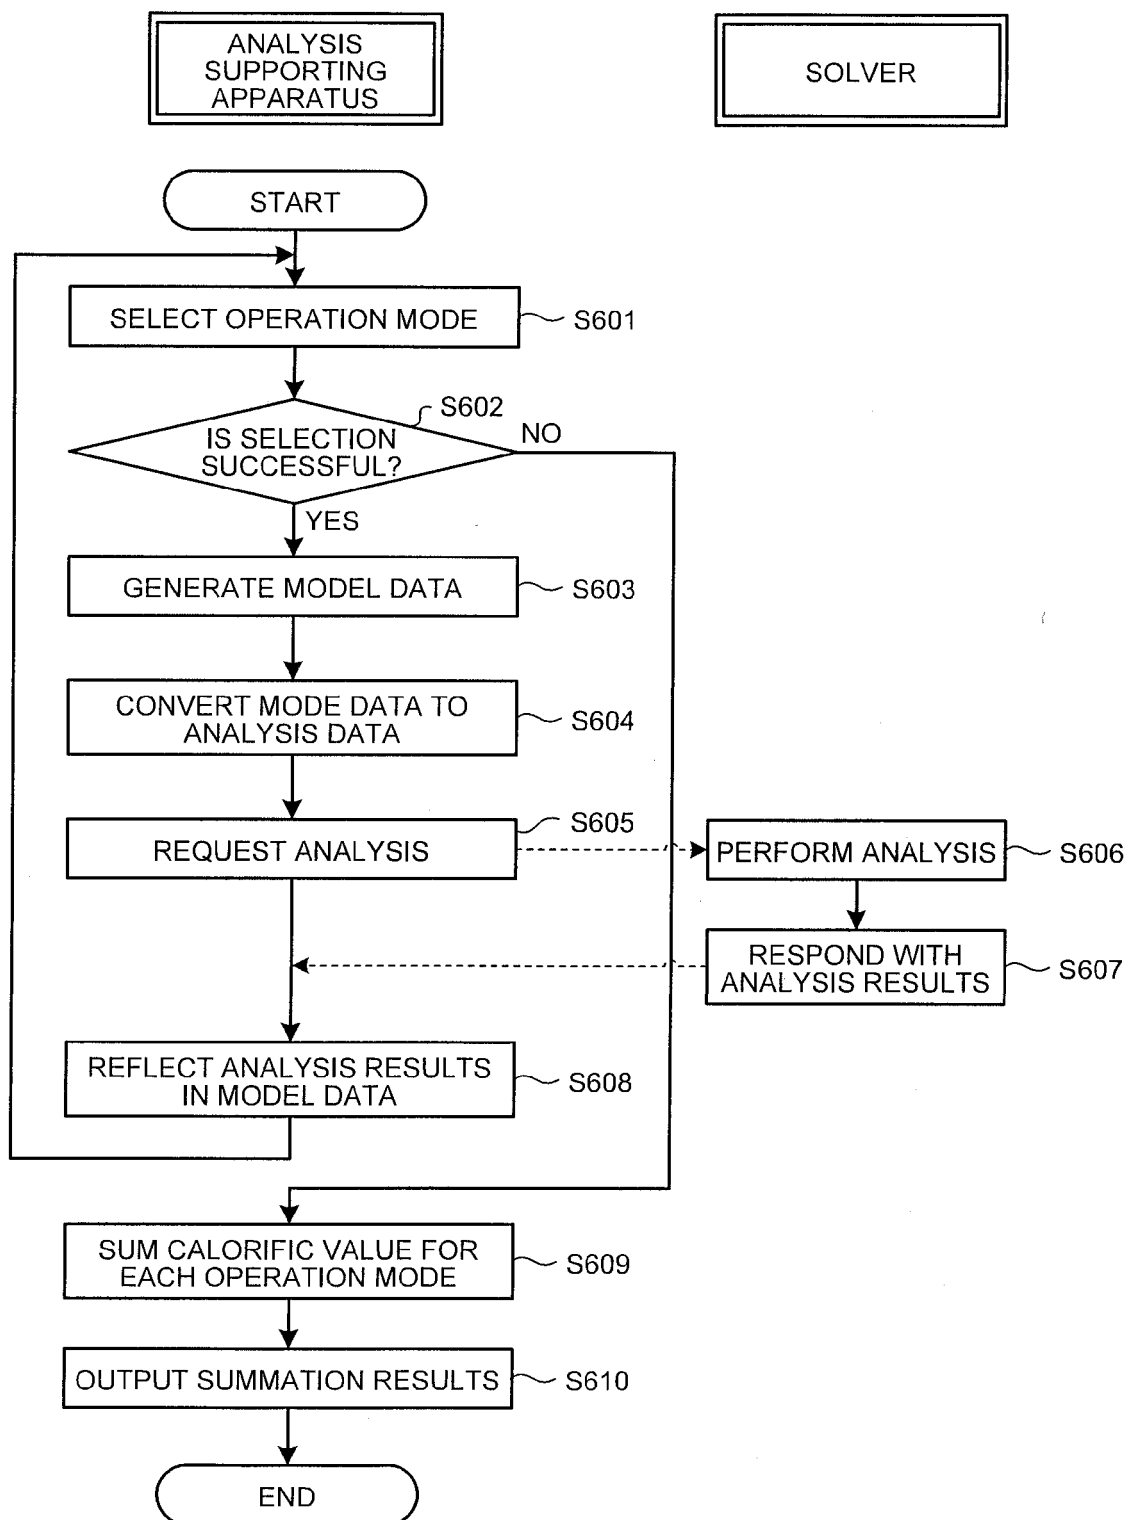 ANALYSIS
SUPPORTING
APPARATUS
SOLVER
START
SELECT OPERATION MODE
S601
S602
IS SELECTION
SUCCESSFUL?
NO
YES
GENERATE MODEL DATA
S603
CONVERT MODE DATA TO
ANALYSIS DATA
S604
REQUEST ANALYSIS
S605
PERFORM ANALYSIS
S606
RESPOND WITH
ANALYSIS RESULTS
S607
REFLECT ANALYSIS RESULTS
IN MODEL DATA
S608
SUM CALORIFIC VALUE FOR
EACH OPERATION MODE
S609
OUTPUT SUMMATION RESULTS
S610
END